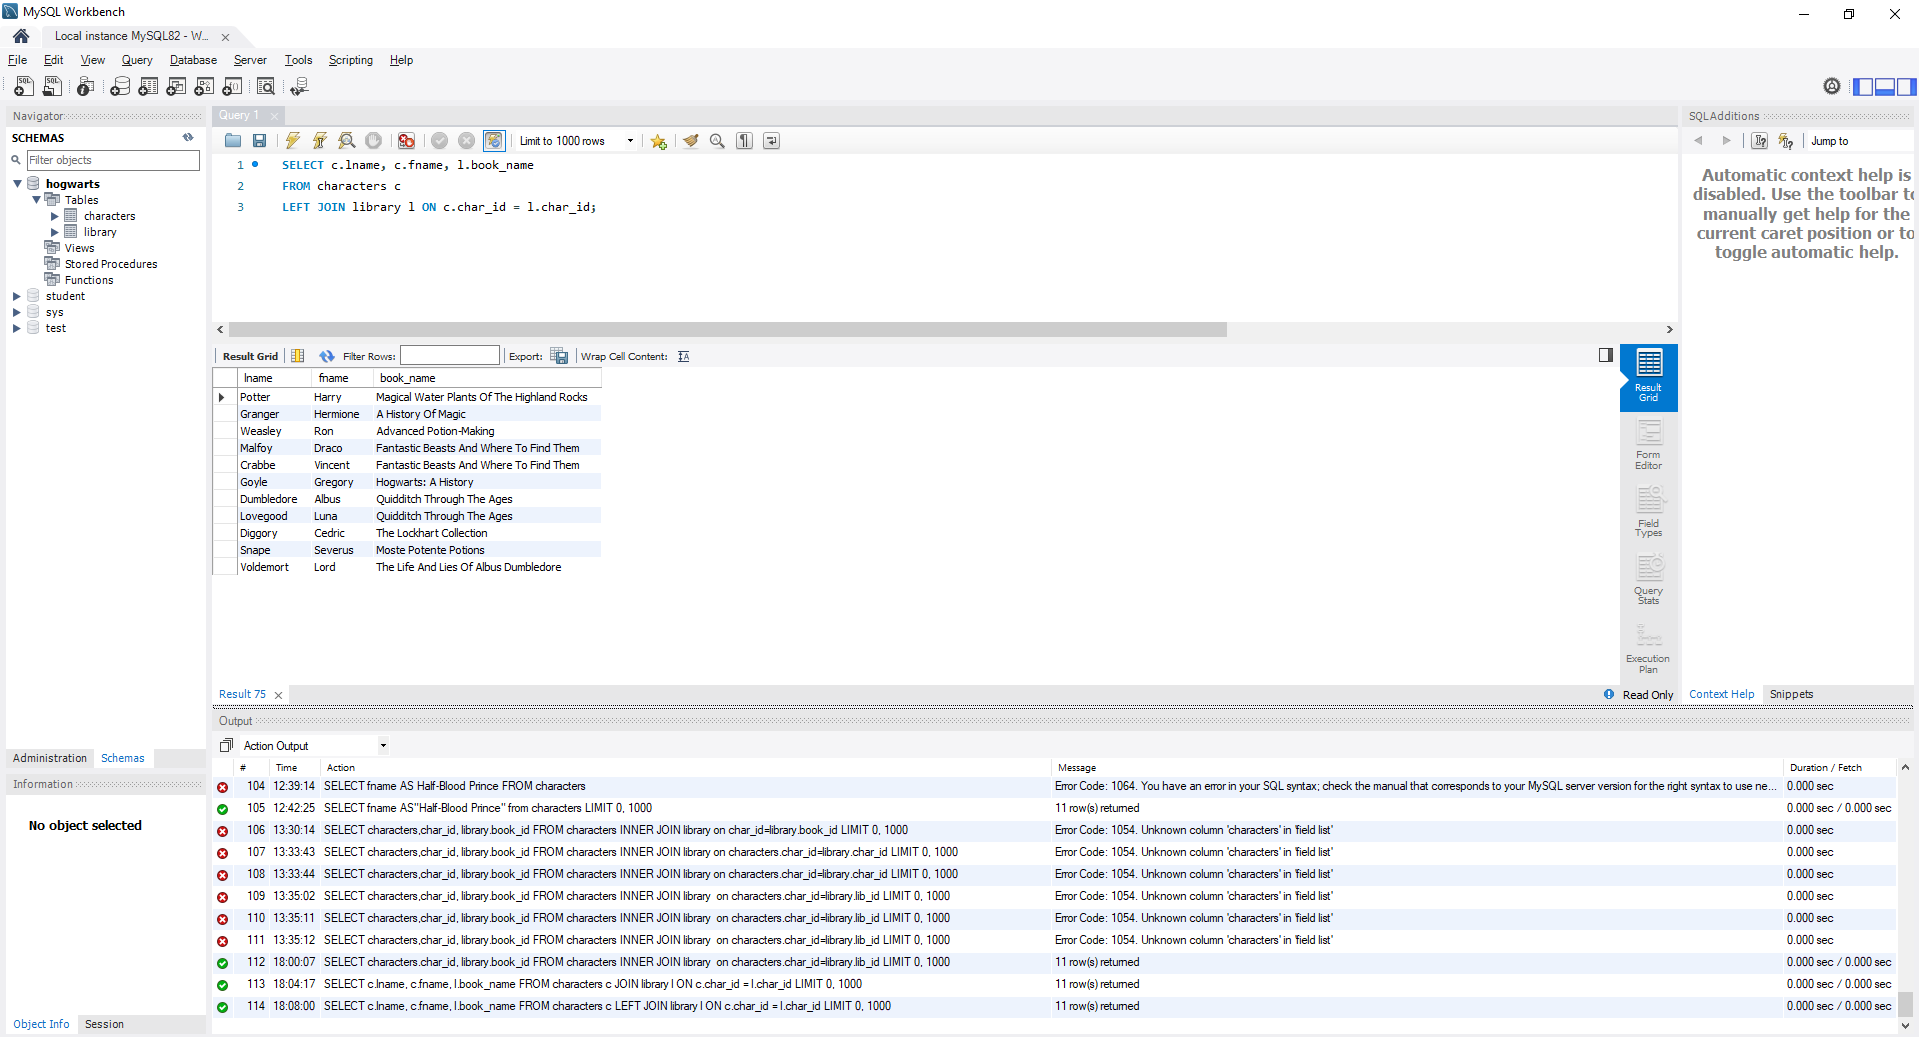 MySQL Workbench
Local instance MySQL82 - W...
File Edit View Query Database Server Tools Scripting Help
Navigator
SCHEMAS
Filter objects
hogwarts
Tables
characters
library
Views
Stored Procedures
Functions
student
sys
test
Administration Schemas
Information
No object selected
Object Info Session
Query 1
Limit to 1000 rows
1 SELECT c.lname, c.fname, l.book_name
2 FROM characters c
3 LEFT JOIN library l ON c.char_id = l.char_id;
Result Grid Filter Rows: Export: Wrap Cell Content:
lname fname book_name
Potter Harry Magical Water Plants Of The Highland Rocks
Granger Hermione A History Of Magic
Weasley Ron Advanced Potion-Making
Malfoy Draco Fantastic Beasts And Where To Find Them
Crabbe Vincent Fantastic Beasts And Where To Find Them
Goyle Gregory Hogwarts: A History
Dumbledore Albus Quidditch Through The Ages
Lovegood Luna Quidditch Through The Ages
Diggory Cedric The Lockhart Collection
Snape Severus Moste Potente Potions
Voldemort Lord The Life And Lies Of Albus Dumbledore
Result
Grid
Form
Editor
Field
Types
Query
Stats
Execution
Plan
Result 75
Read Only
SQLAdditions
Jump to
Automatic context help is
disabled. Use the toolbar to
manually get help for the
current caret position or to
toggle automatic help.
Context Help Snippets
Output
Action Output
# Time Action Message Duration / Fetch
104 12:39:14 SELECT fname AS Half-Blood Prince FROM characters Error Code: 1064. You have an error in your SQL syntax; check the manual that corresponds to your MySQL server version for the right syntax to use ne... 0.000 sec
105 12:42:25 SELECT fname AS"Half-Blood Prince" from characters LIMIT 0, 1000 11 row(s) returned 0.000 sec / 0.000 sec
106 13:30:14 SELECT characters,char_id, library.book_id FROM characters INNER JOIN library on char_id=library.book_id LIMIT 0, 1000 Error Code: 1054. Unknown column 'characters' in 'field list' 0.000 sec
107 13:33:43 SELECT characters,char_id, library.book_id FROM characters INNER JOIN library on characters.char_id=library.char_id LIMIT 0, 1000 Error Code: 1054. Unknown column 'characters' in 'field list' 0.000 sec
108 13:33:44 SELECT characters,char_id, library.book_id FROM characters INNER JOIN library on characters.char_id=library.char_id LIMIT 0, 1000 Error Code: 1054. Unknown column 'characters' in 'field list' 0.000 sec
109 13:35:02 SELECT characters,char_id, library.book_id FROM characters INNER JOIN library on characters.char_id=library.lib_id LIMIT 0, 1000 Error Code: 1054. Unknown column 'characters' in 'field list' 0.000 sec
110 13:35:11 SELECT characters,char_id, library.book_id FROM characters INNER JOIN library on characters.char_id=library.lib_id LIMIT 0, 1000 Error Code: 1054. Unknown column 'characters' in 'field list' 0.000 sec
111 13:35:12 SELECT characters,char_id, library.book_id FROM characters INNER JOIN library on characters.char_id=library.lib_id LIMIT 0, 1000 Error Code: 1054. Unknown column 'characters' in 'field list' 0.000 sec
112 18:00:07 SELECT characters.char_id, library.book_id FROM characters INNER JOIN library on characters.char_id=library.lib_id LIMIT 0, 1000 11 row(s) returned 0.000 sec / 0.000 sec
113 18:04:17 SELECT c.lname, c.fname, l.book_name FROM characters c JOIN library l ON c.char_id = l.char_id LIMIT 0, 1000 11 row(s) returned 0.000 sec / 0.000 sec
114 18:08:00 SELECT c.lname, c.fname, l.book_name FROM characters c LEFT JOIN library l ON c.char_id = l.char_id LIMIT 0, 1000 11 row(s) returned 0.000 sec / 0.000 sec